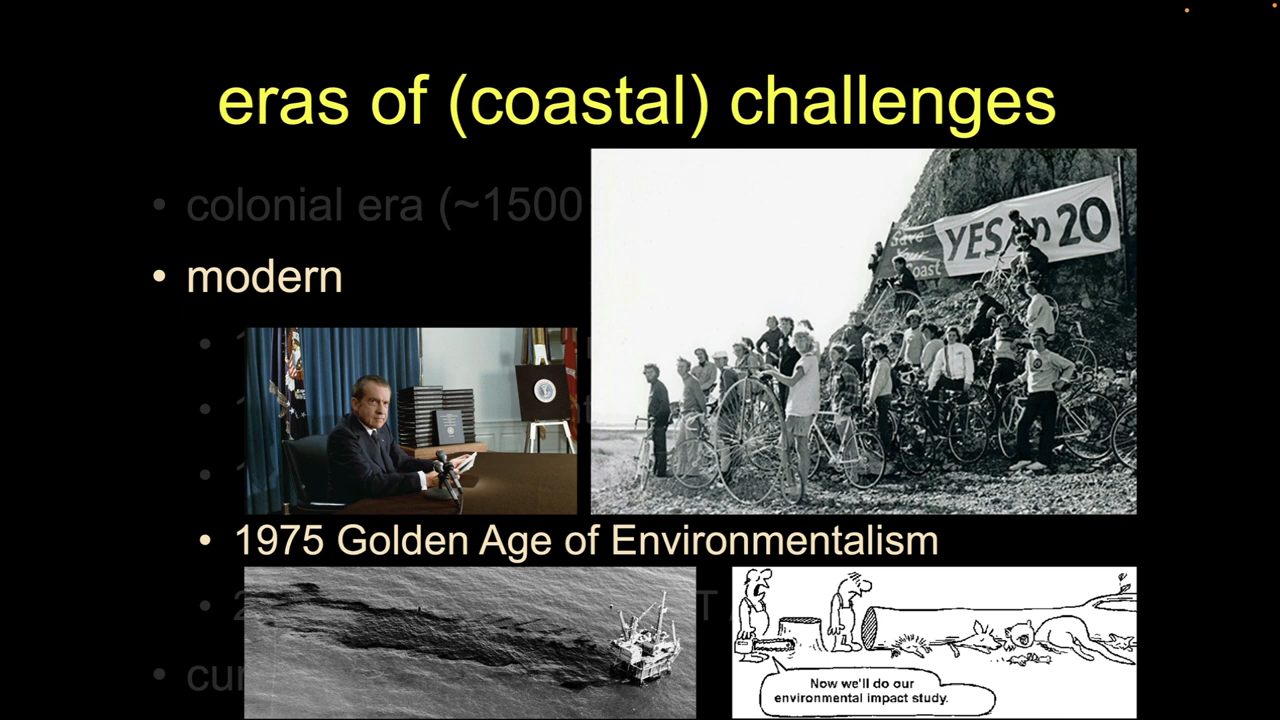 eras of (coastal) challenges
• colonial era (~1500
• modern
Save
Your
Coast
YES on 20
• 1975 Golden Age of Environmentalism
Now we'll do our
environmental impact study.